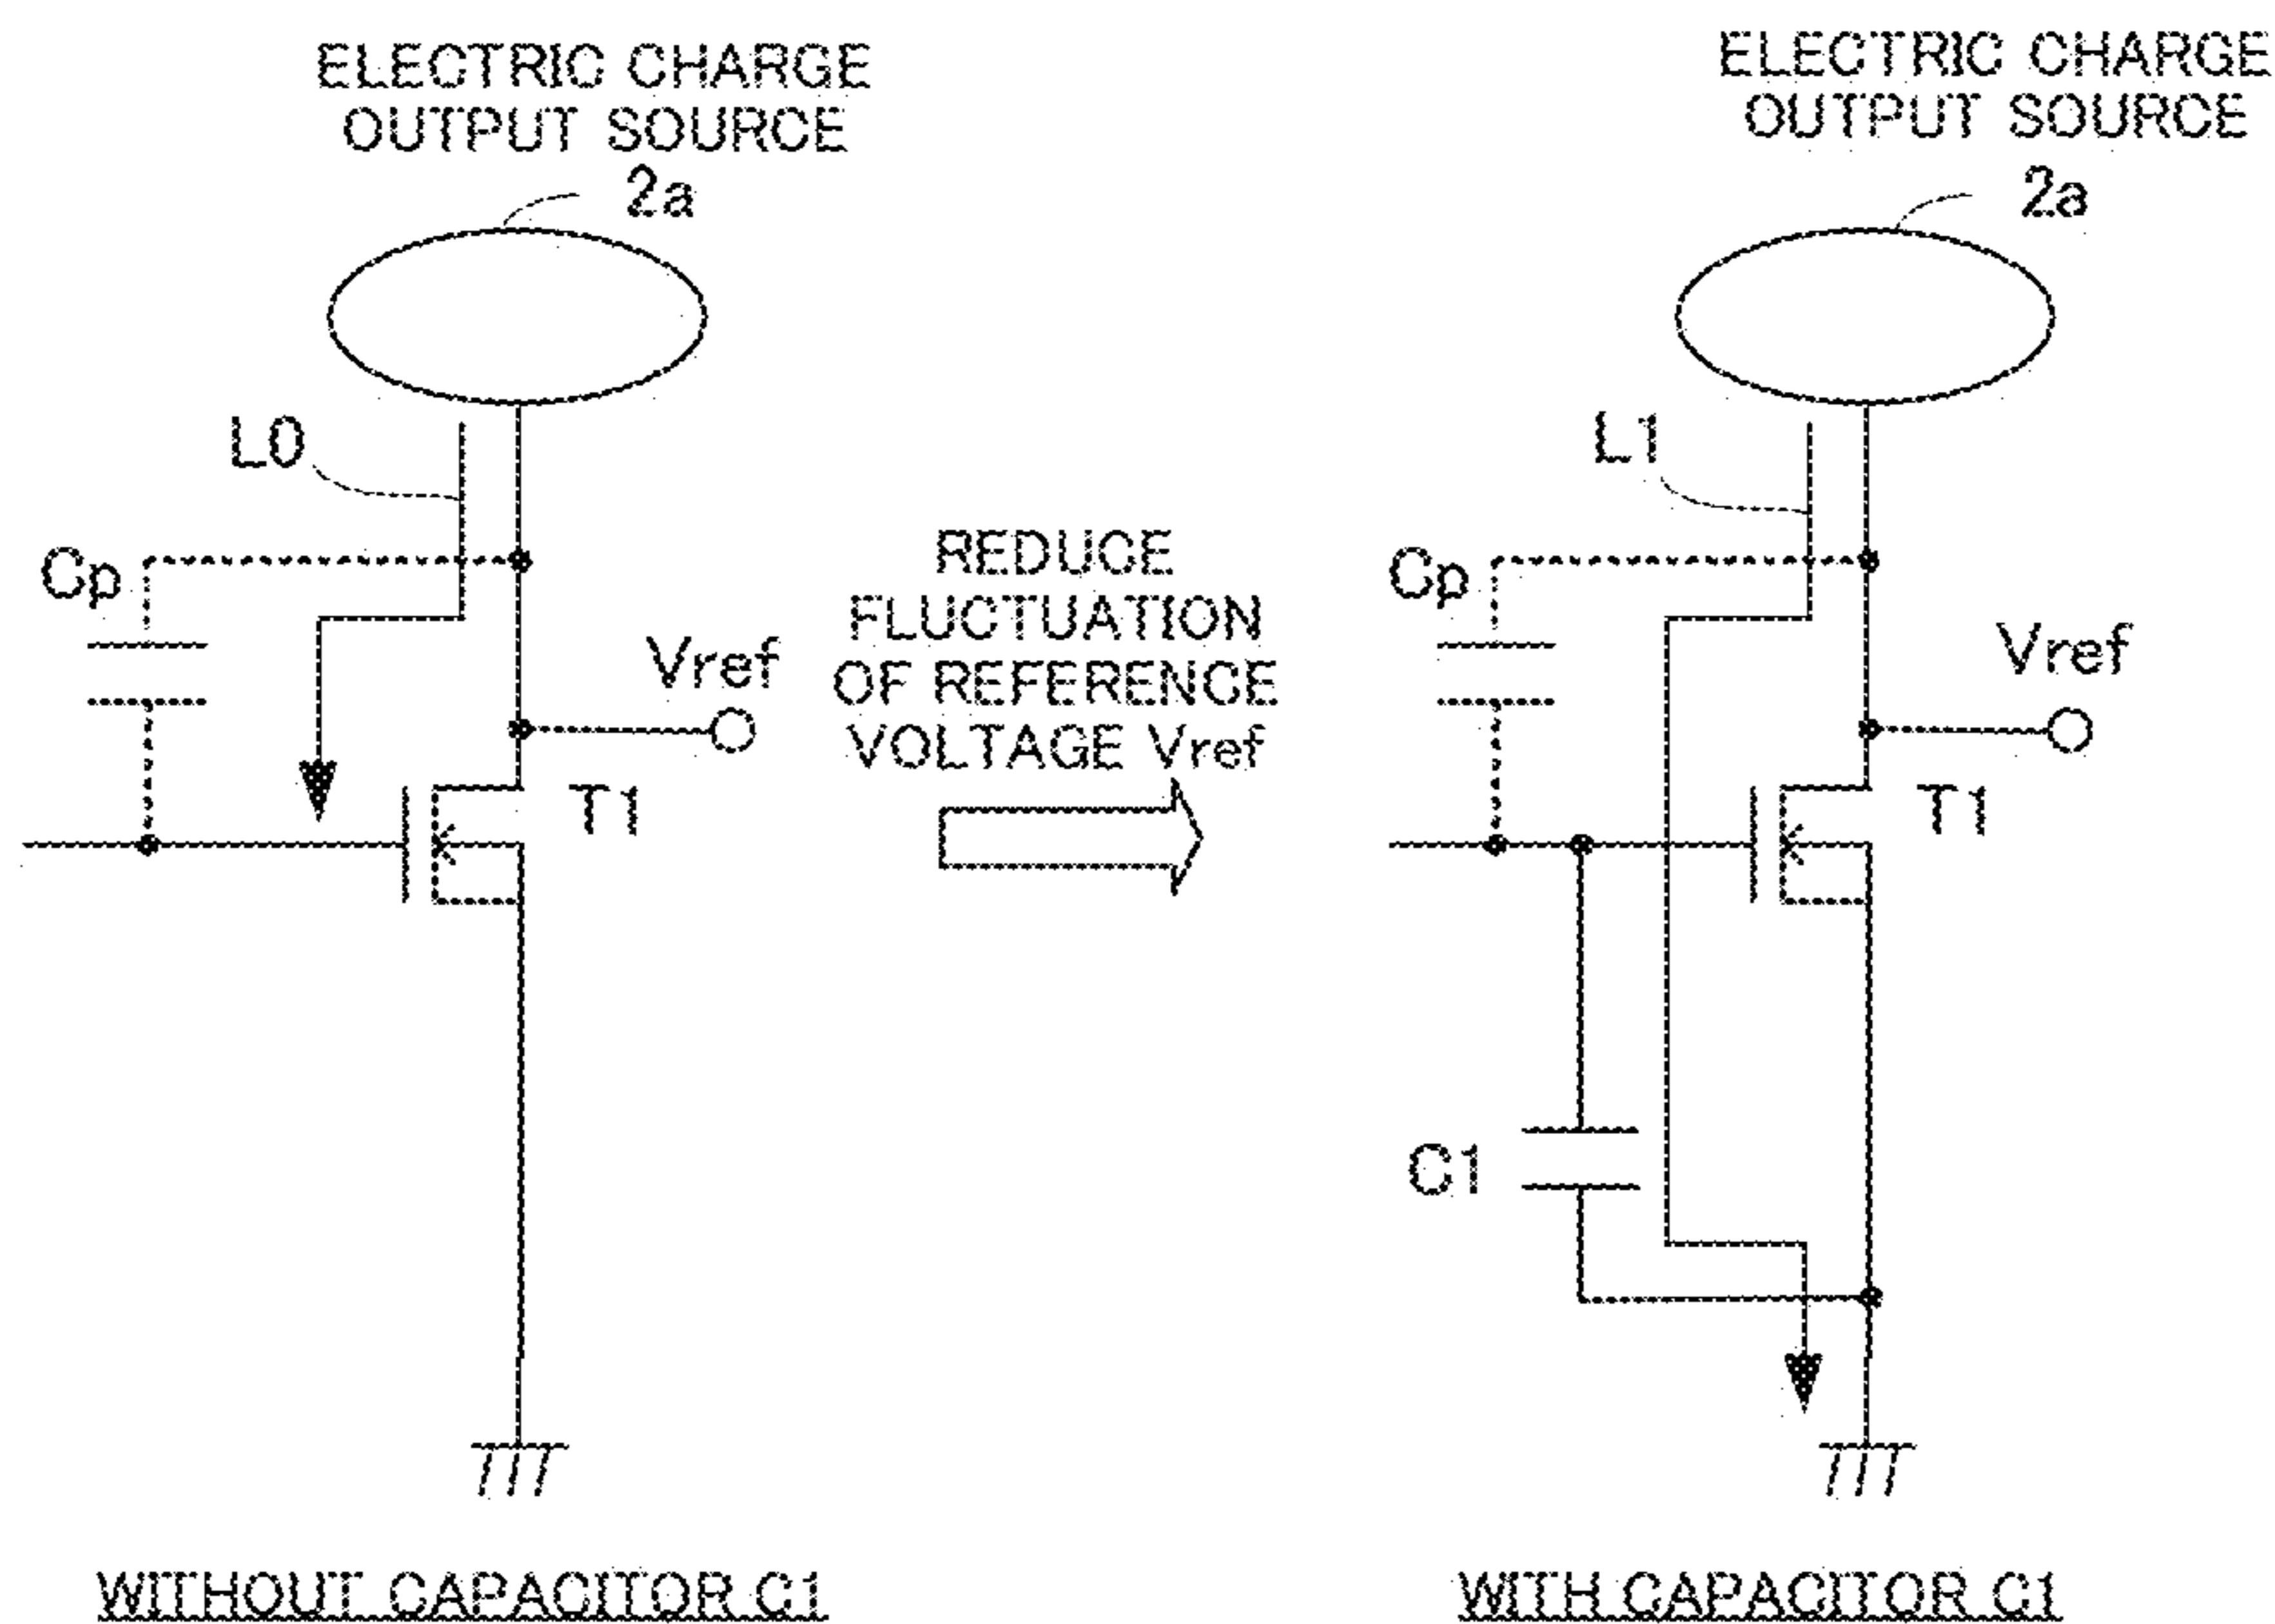 ELECTRIC CHARGE
OUTPUT SOURCE
2a
L0
Cp
Vref
T1
WITHOUT CAPACITOR C1
REDUCE
FLUCTUATION
OF REFERENCE
VOLTAGE Vref
ELECTRIC CHARGE
OUTPUT SOURCE
2a
L1
Cp
Vref
T1
C1
WITH CAPACITOR C1